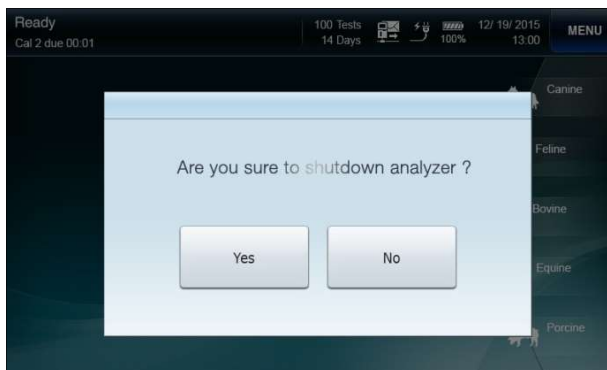 Ready
100 Tests
12/ 19/ 2015
MENU
Cal 2 due 00:01
14 Days
100%
13:00
Canine
Are you sure to shutdown analyzer ?
Feline
Bovine
Yes
No
Equine
Porcine